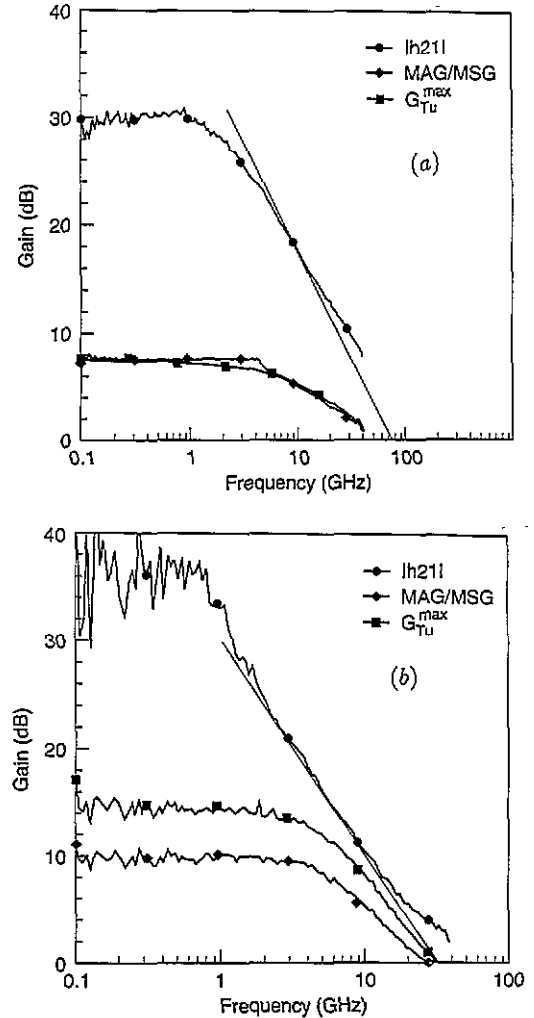 40
30
20
10
0
Gain (dB)
|h21|
MAG/MSG
G_Tu^max
(a)
0.1
1
10
100
Frequency (GHz)
40
30
20
10
0
Gain (dB)
|h21|
MAG/MSG
G_Tu^max
(b)
0.1
1
10
100
Frequency (GHz)